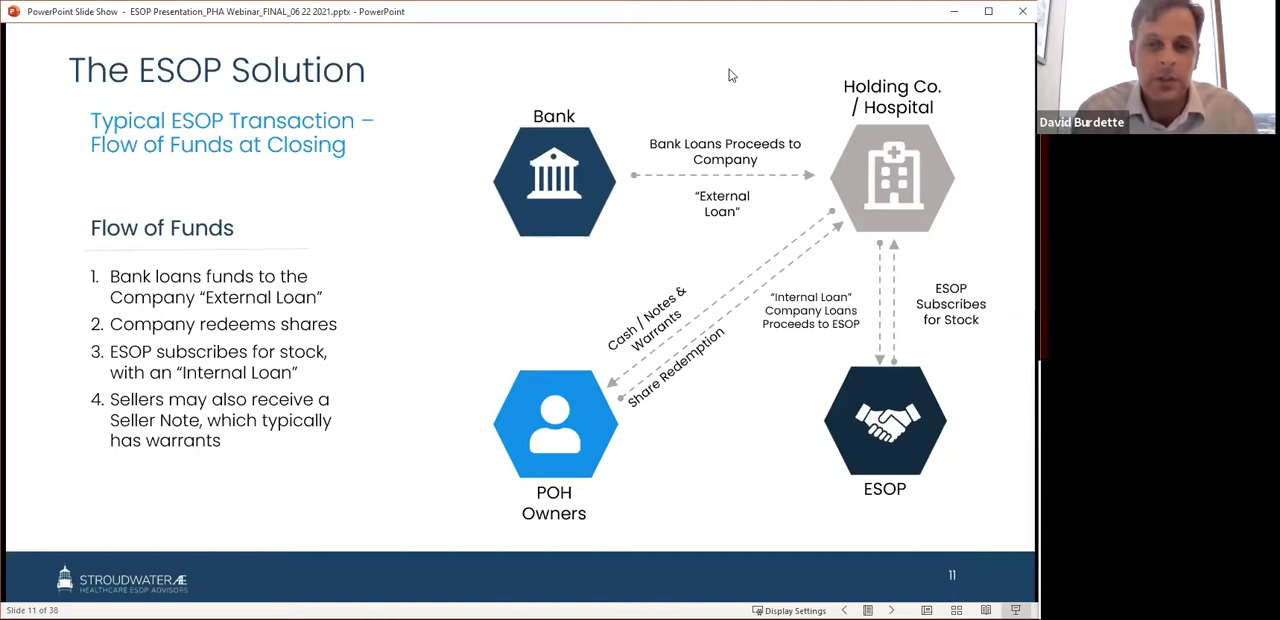 PowerPoint Slide Show - ESOP Presentation_PHA Webinar_FINAL_06 22 2021.pptx - PowerPoint
The ESOP Solution
Typical ESOP Transaction –
Flow of Funds at Closing
Flow of Funds
1. Bank loans funds to the
Company “External Loan”
2. Company redeems shares
3. ESOP subscribes for stock,
with an “Internal Loan”
4. Sellers may also receive a
Seller Note, which typically
has warrants
Bank
Bank Loans Proceeds to
Company
“External
Loan”
Holding Co.
/ Hospital
Cash / Notes &
Warrants
Share Redemption
“Internal Loan”
Company Loans
Proceeds to ESOP
ESOP
Subscribes
for Stock
POH
Owners
ESOP
STROUDWATER AE
HEALTHCARE ESOP ADVISORS
11
Slide 11 of 38
Display Settings
David Burdette